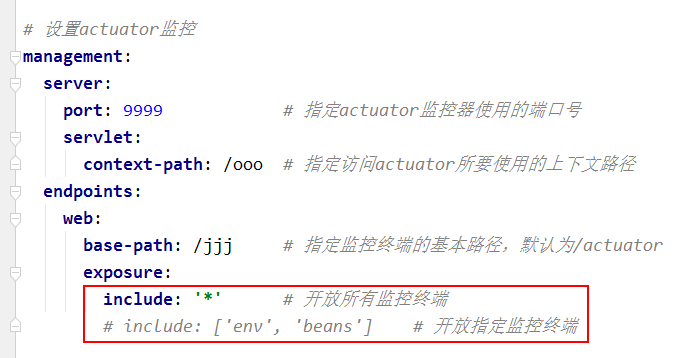 # 设置actuator监控
management:
  server:
    port: 9999             # 指定actuator监控器使用的端口号
    servlet:
      context-path: /ooo  # 指定访问actuator所要使用的上下文路径
  endpoints:
    web:
      base-path: /jjj     # 指定监控终端的基本路径，默认为/actuator
      exposure:
        include: '*'      # 开放所有监控终端
        # include: ['env', 'beans']    # 开放指定监控终端